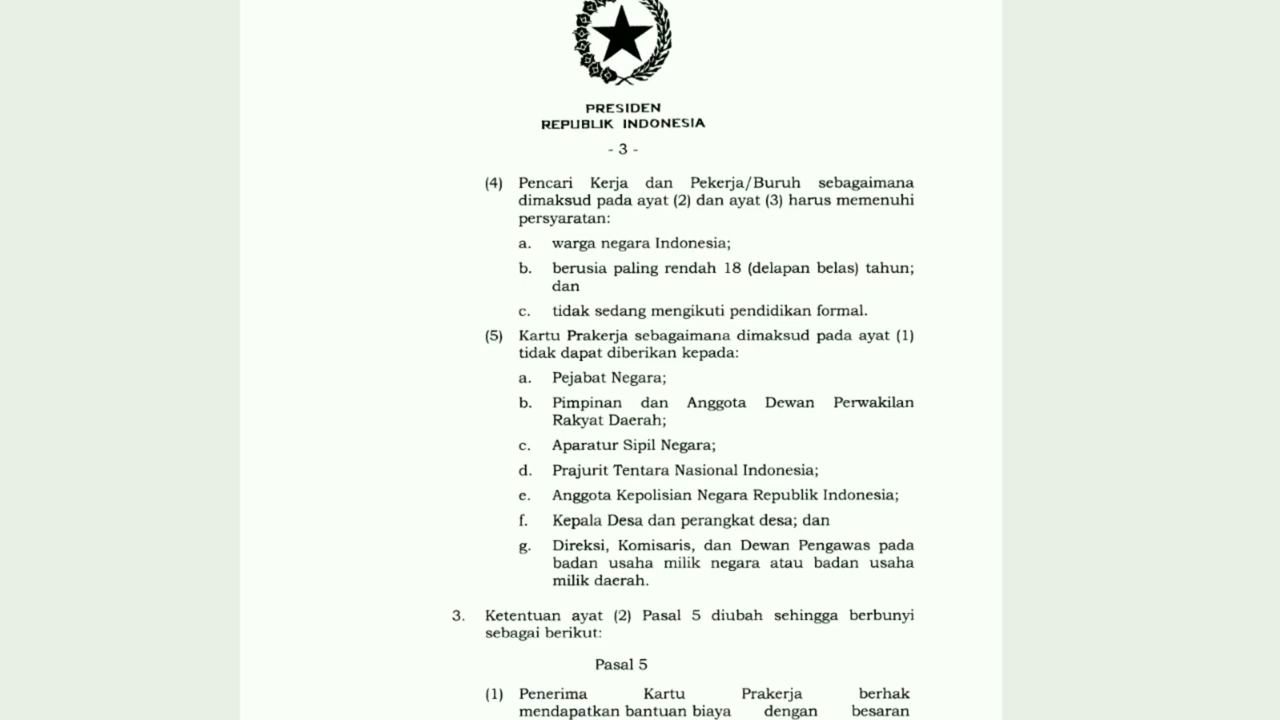 PRESIDEN
REPUBLIK INDONESIA
- 3 -
(4) Pencari Kerja dan Pekerja/Buruh sebagaimana
dimaksud pada ayat (2) dan ayat (3) harus memenuhi
persyaratan:
a. warga negara Indonesia;
b. berusia paling rendah 18 (delapan belas) tahun;
dan
c. tidak sedang mengikuti pendidikan formal.
(5) Kartu Prakerja sebagaimana dimaksud pada ayat (1)
tidak dapat diberikan kepada:
a. Pejabat Negara;
b. Pimpinan dan Anggota Dewan Perwakilan
Rakyat Daerah;
c. Aparatur Sipil Negara;
d. Prajurit Tentara Nasional Indonesia;
e. Anggota Kepolisian Negara Republik Indonesia;
f. Kepala Desa dan perangkat desa; dan
g. Direksi, Komisaris, dan Dewan Pengawas pada
badan usaha milik negara atau badan usaha
milik daerah.
3. Ketentuan ayat (2) Pasal 5 diubah sehingga berbunyi
sebagai berikut:
Pasal 5
(1) Penerima Kartu Prakerja berhak
mendapatkan bantuan biaya dengan besaran